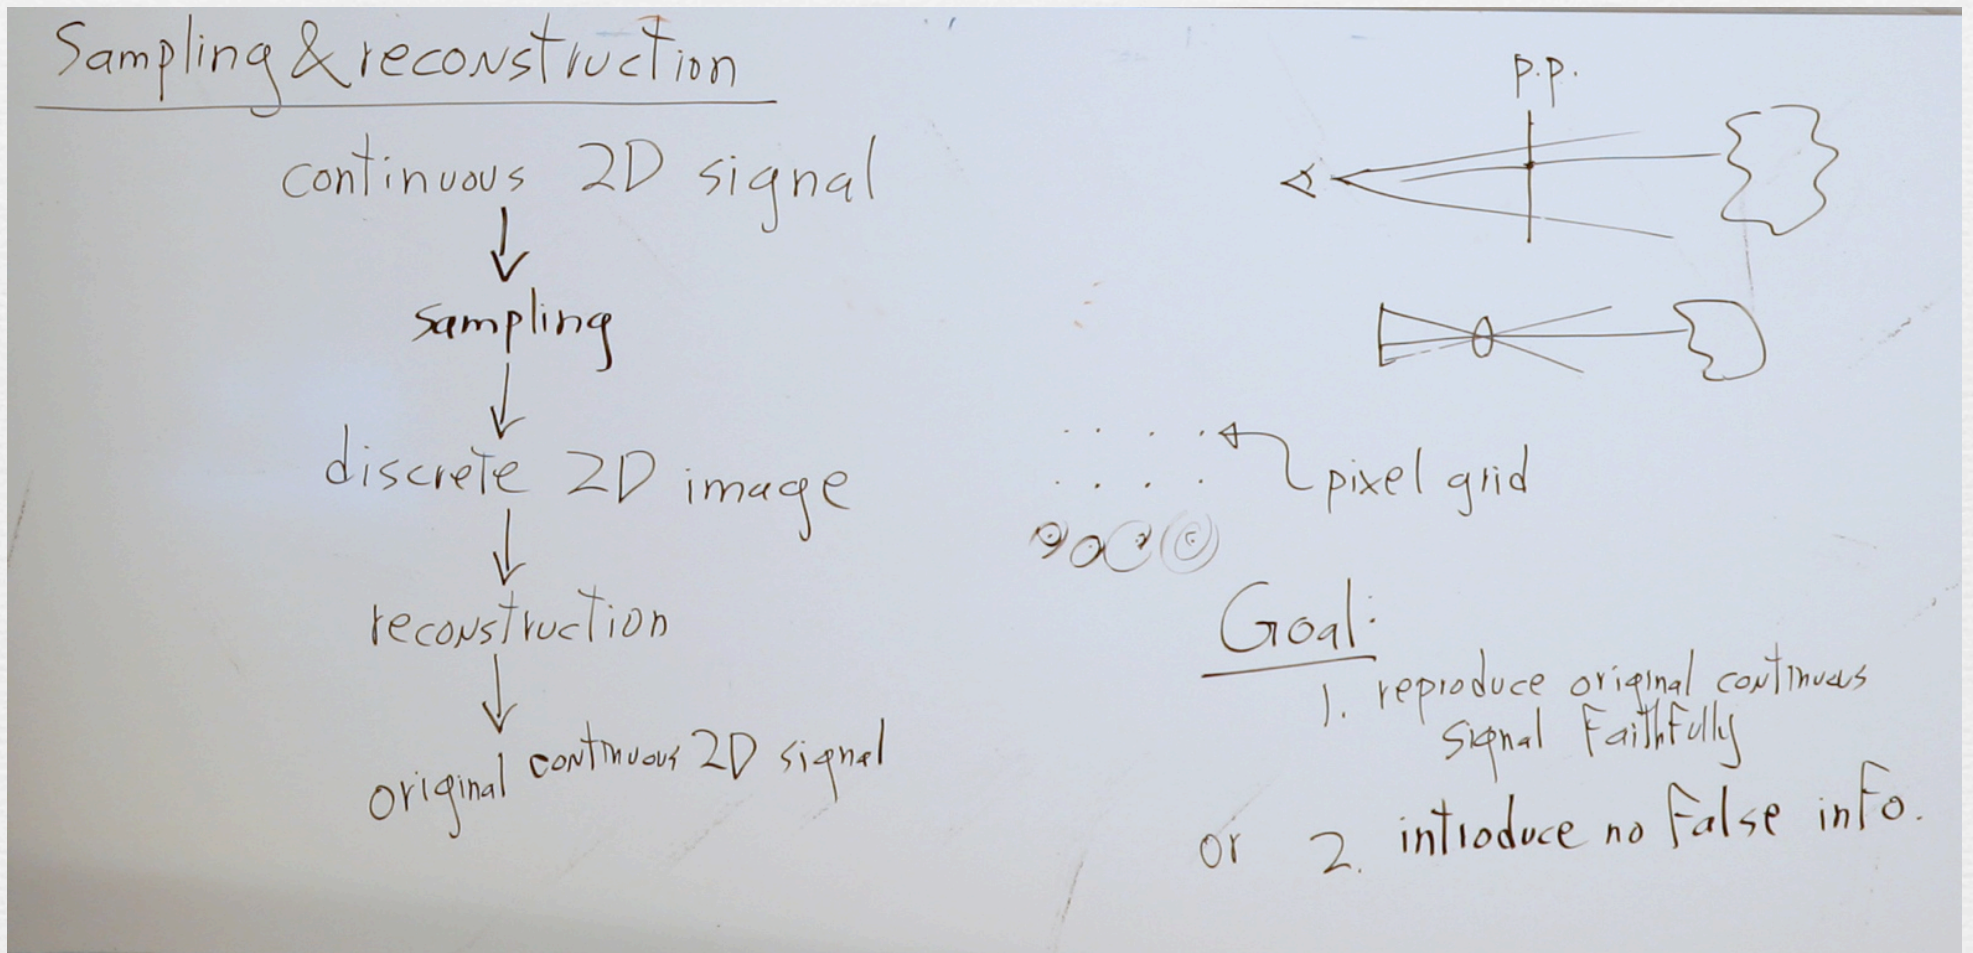 Sampling & reconstruction
continuous 2D signal
sampling
discrete 2D image
reconstruction
original continuous 2D signal
p.p.
pixel grid
Goal:
1. reproduce original continuous
signal faithfully
or 2. introduce no false info.